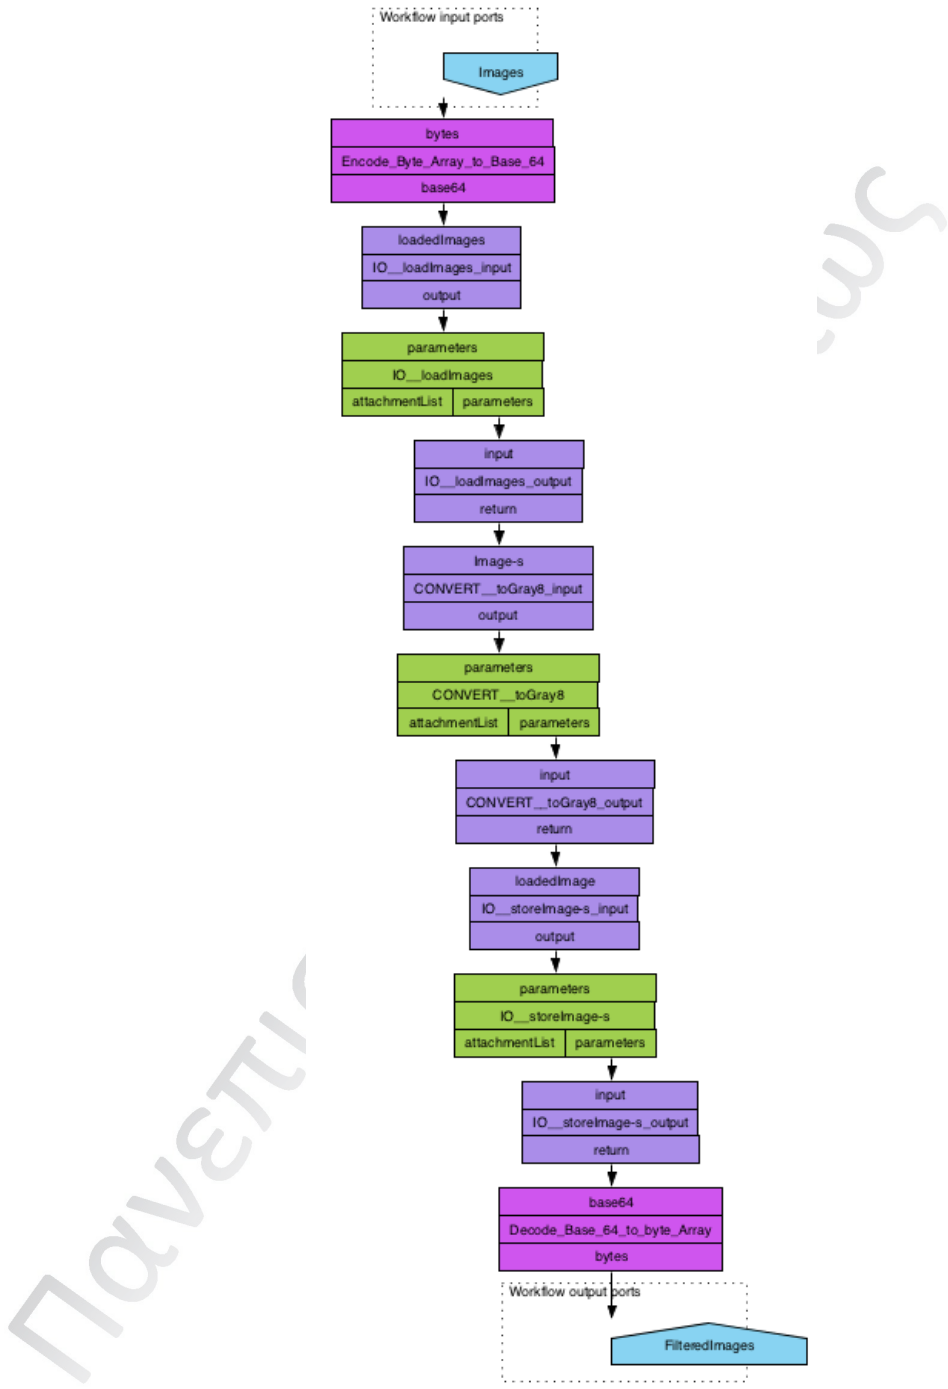 Workflow input ports
Images
bytes
Encode_Byte_Array_to_Base_64
base64
loadedImages
IO__loadImages_input
output
parameters
IO__loadImages
attachmentList parameters
input
IO__loadImages_output
return
Image-s
CONVERT__toGray8_input
output
parameters
CONVERT__toGray8
attachmentList parameters
input
CONVERT__toGray8_output
return
loadedImage
IO__storeImage-s_input
output
parameters
IO__storeImage-s
attachmentList parameters
input
IO__storeImage-s_output
return
base64
Decode_Base_64_to_byte_Array
bytes
Workflow output ports
FilteredImages